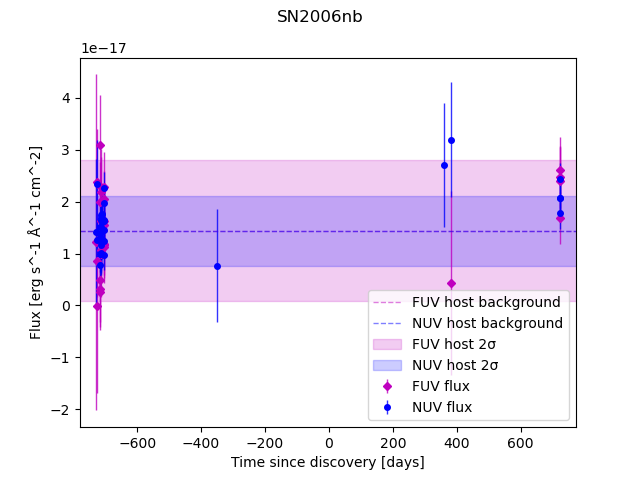 SN2006nb
1e−17
4
3
2
1
0
−1
−2
Flux [erg s^-1 Å^-1 cm^-2]
FUV host background
NUV host background
FUV host 2σ
NUV host 2σ
FUV flux
NUV flux
−600 −400 −200 0 200 400 600
Time since discovery [days]